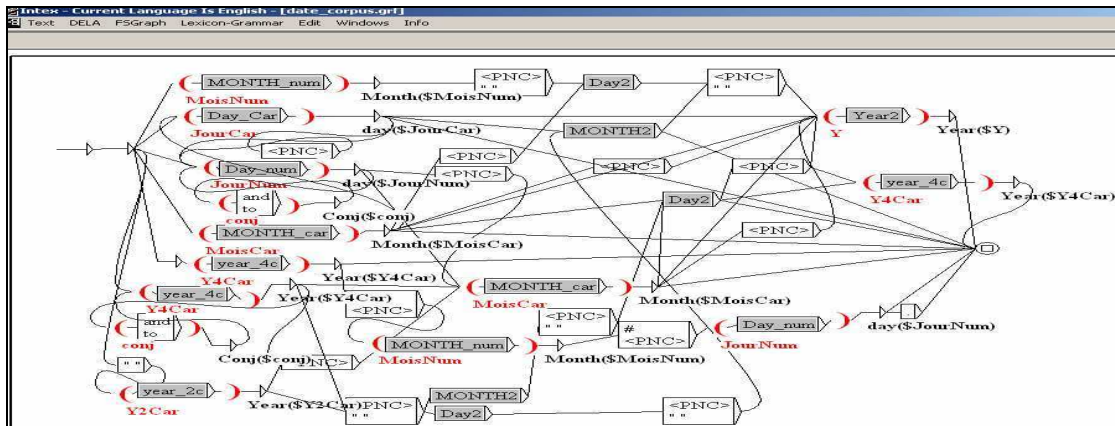 Intex - Current Language Is English - [date_corpus.grf]
Text DELA FSGraph Lexicon-Grammar Edit Windows Info
MONTH_num
MoisNum
Month($MoisNum)
<PNC>
" "
Day2
<PNC>
" "
Day_Car
JourCar
day($JourCar)
MONTH2
Year2
Y
Year($Y)
<PNC>
<PNC>
<PNC>
<PNC>
Day_num
JourNum
day($JourNum)
<PNC>
and
to
conj
Conj($conj)
Day2
year_4c
Y4Car
Year($Y4Car)
MONTH_car
MoisCar
Month($MoisCar)
<PNC>
year_4c
Y4Car
Year($Y4Car)
year_4c
Y4Car
Year($Y4Car)
<PNC>
MONTH_car
MoisCar
Month($MoisCar)
and
to
conj
Conj($conj)
<PNC>
" "
#
<PNC>
Day_num
JourNum
day($JourNum)
.
MONTH_num
MoisNum
Month($MoisNum)
PNC>
" "
year_2c
Y2Car
Year($Y2Car)
<PNC>
" "
MONTH2
Day2
<PNC>
" "